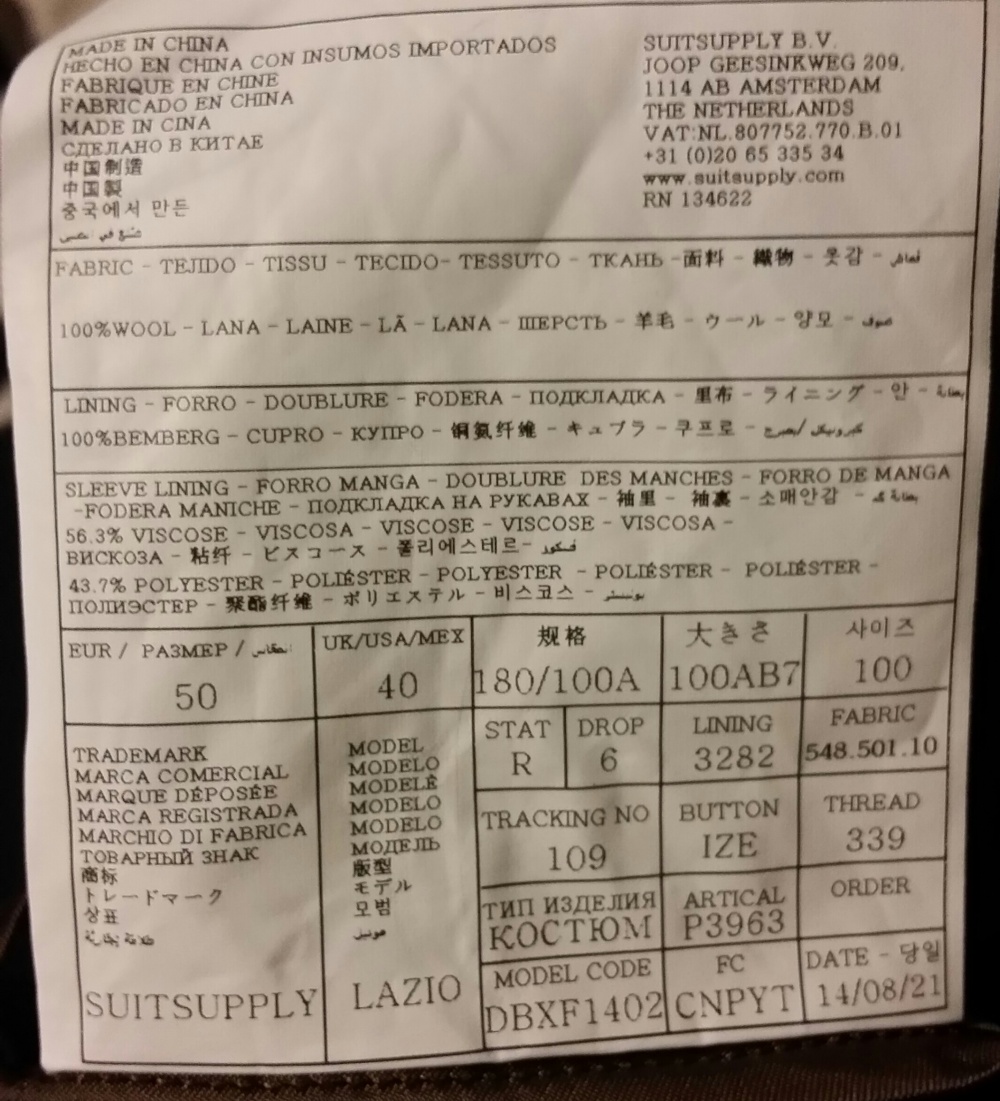 MADE IN CHINA
HECHO EN CHINA CON INSUMOS IMPORTADOS
FABRIQUE EN CHINE
FABRICADO EN CHINA
MADE IN CINA
СДЕЛАНО В КИТАЕ
中国制造
中国製
중국에서 만든
صنع في الصين
SUITSUPPLY B.V.
JOOP GEESINKWEG 209,
1114 AB AMSTERDAM
THE NETHERLANDS
VAT:NL.807752.770.B.01
+31 (0)20 65 335 34
www.suitsupply.com
RN 134622
FABRIC - TEJIDO - TISSU - TECIDO- TESSUTO - ТКАНЬ -面料 - 織物 - 옷감 - قماش
100%WOOL - LANA - LAINE - LÃ - LANA - ШЕРСТЬ - 羊毛 - ウール - 양모 - صوف
LINING - FORRO - DOUBLURE - FODERA - ПОДКЛАДКА - 里布 - ライニング - 안 - بطانة
100%BEMBERG - CUPRO - КУПРО - 铜氨纤维 - キュプラ - 쿠프로 -
SLEEVE LINING - FORRO MANGA - DOUBLURE DES MANCHES - FORRO DE MANGA
-FODERA MANICHE - ПОДКЛАДКА НА РУКАВАХ - 袖里 - 袖裏 - 소매안감 -
56.3% VISCOSE - VISCOSA - VISCOSE - VISCOSE - VISCOSA -
ВИСКОЗА - 粘纤 - ビスコース - 폴리에스테르-
43.7% POLYESTER - POLIÉSTER - POLYESTER - POLIÉSTER - POLIÉSTER -
ПОЛИЭСТЕР - 聚酯纤维 - ポリエステル - 비스코스 -
EUR / РАЗМЕР /
50
UK/USA/MEX
40
规格
180/100A
大きさ
100AB7
사이즈
100
STAT
R
DROP
6
LINING
3282
FABRIC
548.501.10
TRACKING NO
109
BUTTON
IZE
THREAD
339
ТИП ИЗДЕЛИЯ
КОСТЮМ
ARTICAL
P3963
ORDER
MODEL CODE
DBXF1402
FC
CNPYT
DATE - 당일
14/08/21
TRADEMARK
MARCA COMERCIAL
MARQUE DÉPOSÉE
MARCA REGISTRADA
MARCHIO DI FABRICA
ТОВАРНЫЙ ЗНАК
商标
トレードマーク
상표
SUITSUPPLY
MODEL
MODELO
MODELÉ
MODELO
MODELO
МОДЕЛЬ
版型
モデル
모범
موديل
LAZIO